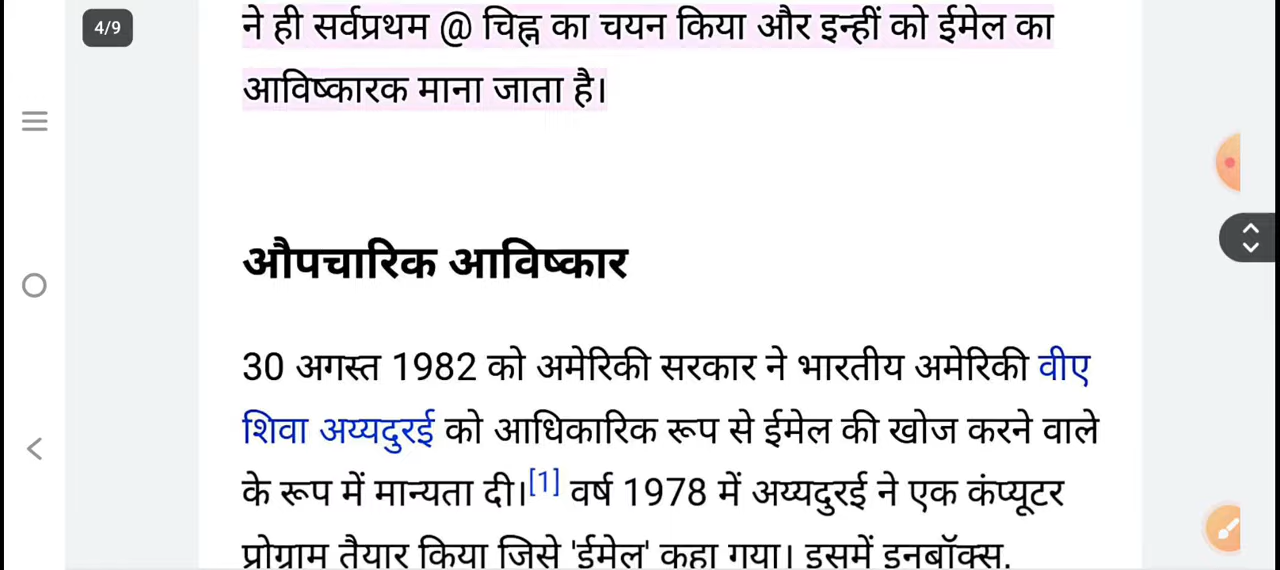 4/9
ने ही सर्वप्रथम @ चिह्न का चयन किया और इन्हीं को ईमेल का
आविष्कारक माना जाता है।
औपचारिक आविष्कार
30 अगस्त 1982 को अमेरिकी सरकार ने भारतीय अमेरिकी वीए
शिवा अय्यदुरई को आधिकारिक रूप से ईमेल की खोज करने वाले
के रूप में मान्यता दी।[1] वर्ष 1978 में अय्यदुरई ने एक कंप्यूटर
प्रोग्राम तैयार किया जिसे 'ईमेल' कहा गया। इसमें इनबॉक्स,